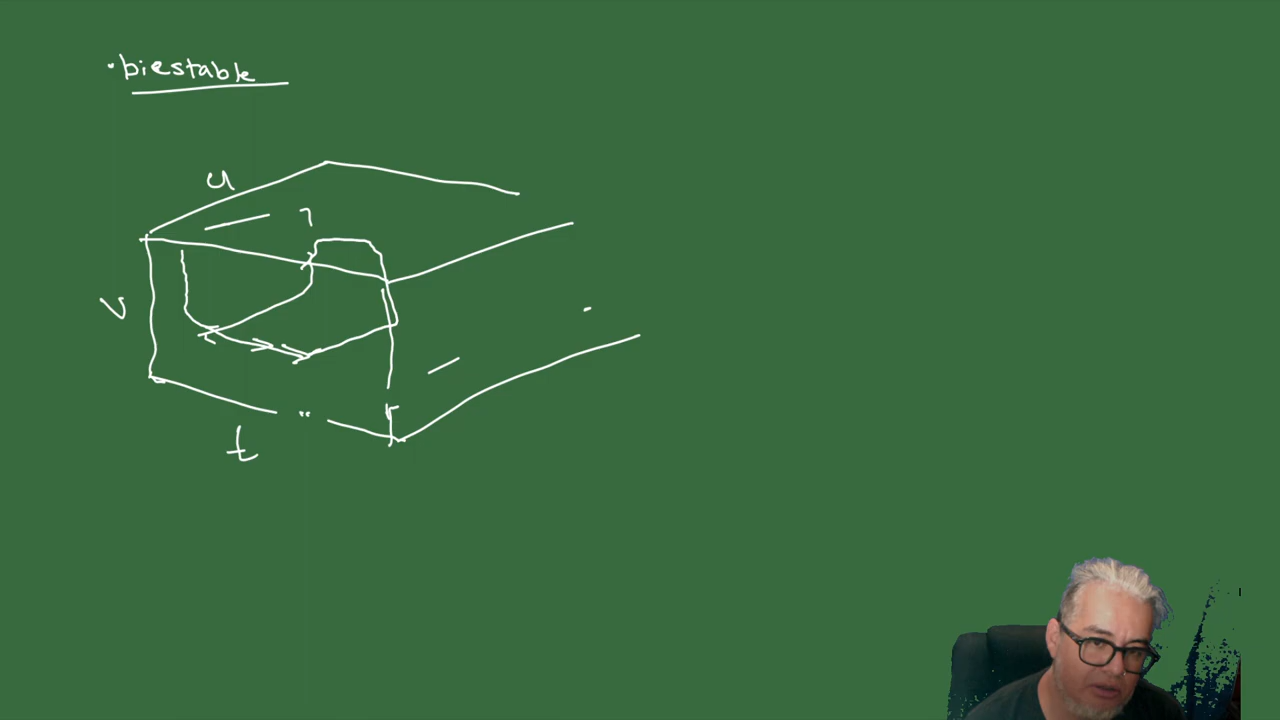 · biestable
u
v
t